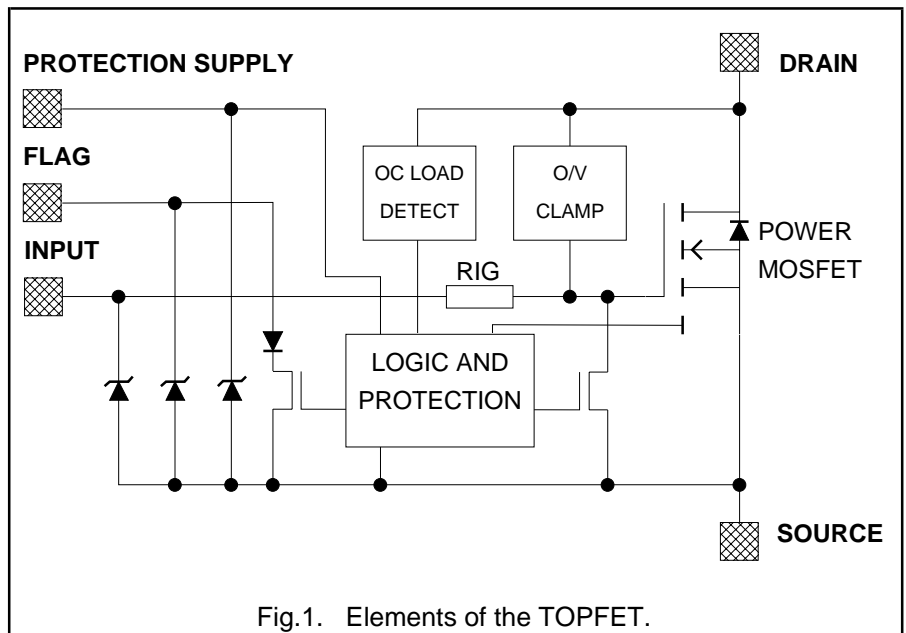 PROTECTION SUPPLY
DRAIN
FLAG
OC LOAD
DETECT
O/V
CLAMP
INPUT
RIG
POWER
MOSFET
LOGIC AND
PROTECTION
SOURCE
Fig.1. Elements of the TOPFET.